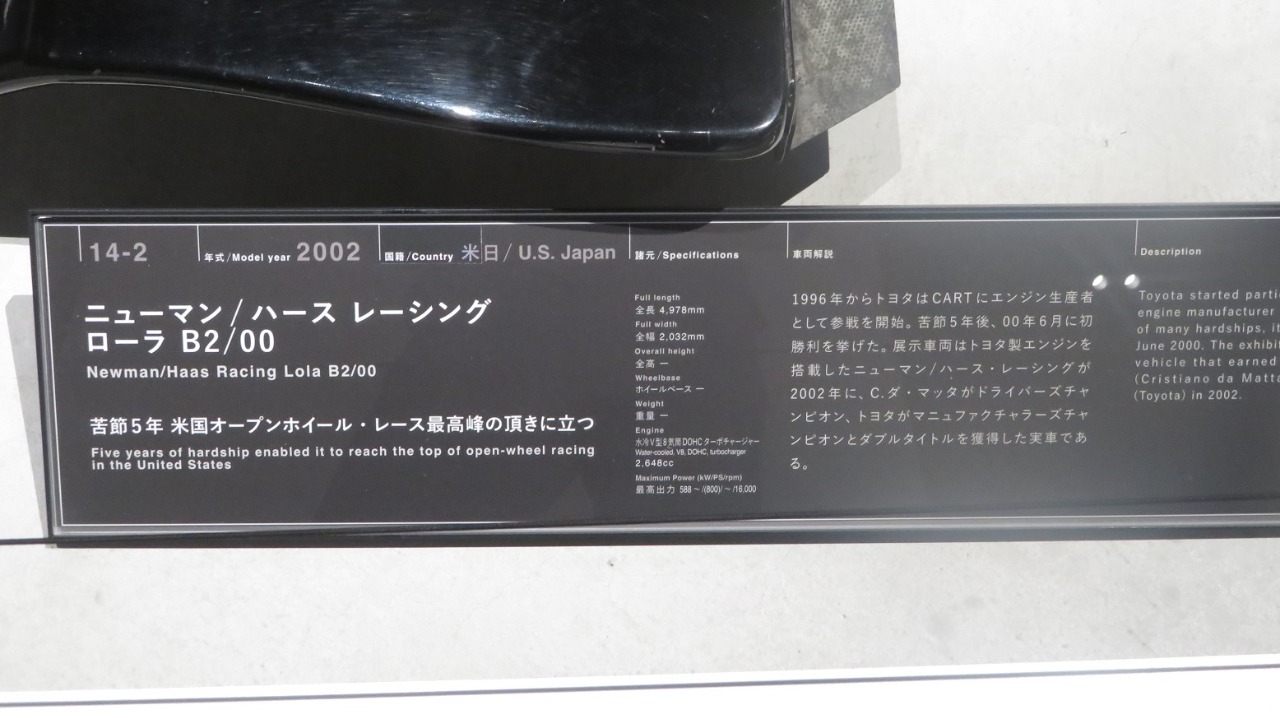 14-2
年式/Model year 2002
国籍/Country 米日/ U.S. Japan
ニューマン/ハース レーシング
ローラ B2/00
Newman/Haas Racing Lola B2/00
苦節5年 米国オープンホイール・レース最高峰の頂きに立つ
Five years of hardship enabled it to reach the top of open-wheel racing
in the United States
諸元/Specifications
Full length
全長 4,978mm
Full width
全幅 2,032mm
Overall height
全高 ー
Wheelbase
ホイールベース ー
Weight
重量 ー
Engine
水冷V型8気筒DOHCターボチャージャー
Water-cooled, V8, DOHC, turbocharger
2,648cc
Maximum Power (kW/PS/rpm)
最高出力 588 ~ /(800)/ ~ /16,000
車両解説
1996年からトヨタはCARTにエンジン生産者
として参戦を開始。苦節5年後、00年6月に初
勝利を挙げた。展示車両はトヨタ製エンジンを
搭載したニューマン/ハース・レーシングが
2002年に、C.ダ・マッタがドライバーズチャ
ンピオン、トヨタがマニュファクチャラーズチャ
ンピオンとダブルタイトルを獲得した実車であ
る。
Description
Toyota started parti
engine manufacturer
of many hardships, it
June 2000. The exhibit
vehicle that earned
(Cristiano da Matta
(Toyota) in 2002.